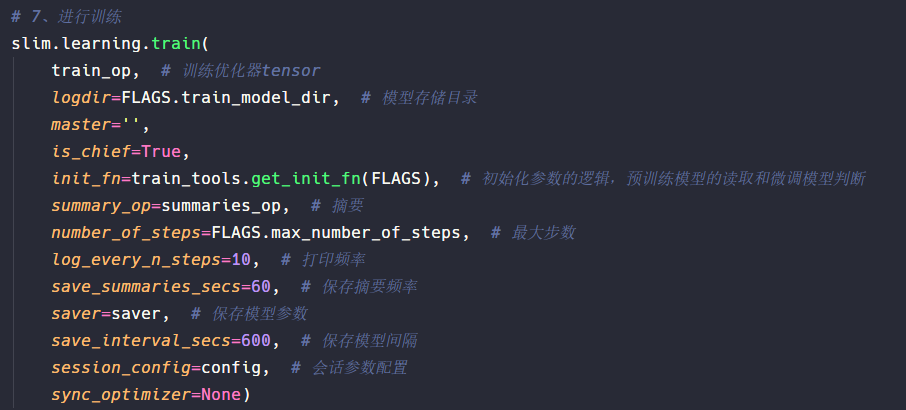 # 7、进行训练
slim.learning.train(
    train_op,  # 训练优化器tensor
    logdir=FLAGS.train_model_dir,  # 模型存储目录
    master='',
    is_chief=True,
    init_fn=train_tools.get_init_fn(FLAGS),  # 初始化参数的逻辑，预训练模型的读取和微调模型判断
    summary_op=summaries_op,  # 摘要
    number_of_steps=FLAGS.max_number_of_steps,  # 最大步数
    log_every_n_steps=10,  # 打印频率
    save_summaries_secs=60,  # 保存摘要频率
    saver=saver,  # 保存模型参数
    save_interval_secs=600,  # 保存模型间隔
    session_config=config,  # 会话参数配置
    sync_optimizer=None)